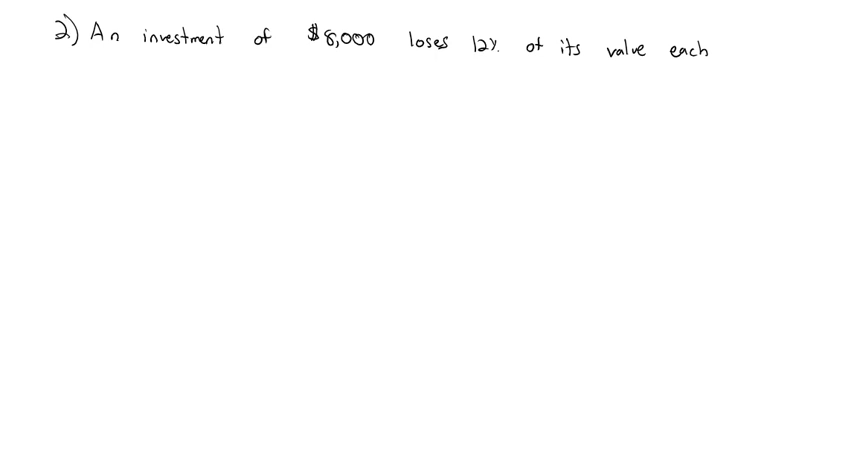 2) An investment of $8,000 loses 12% of its value each